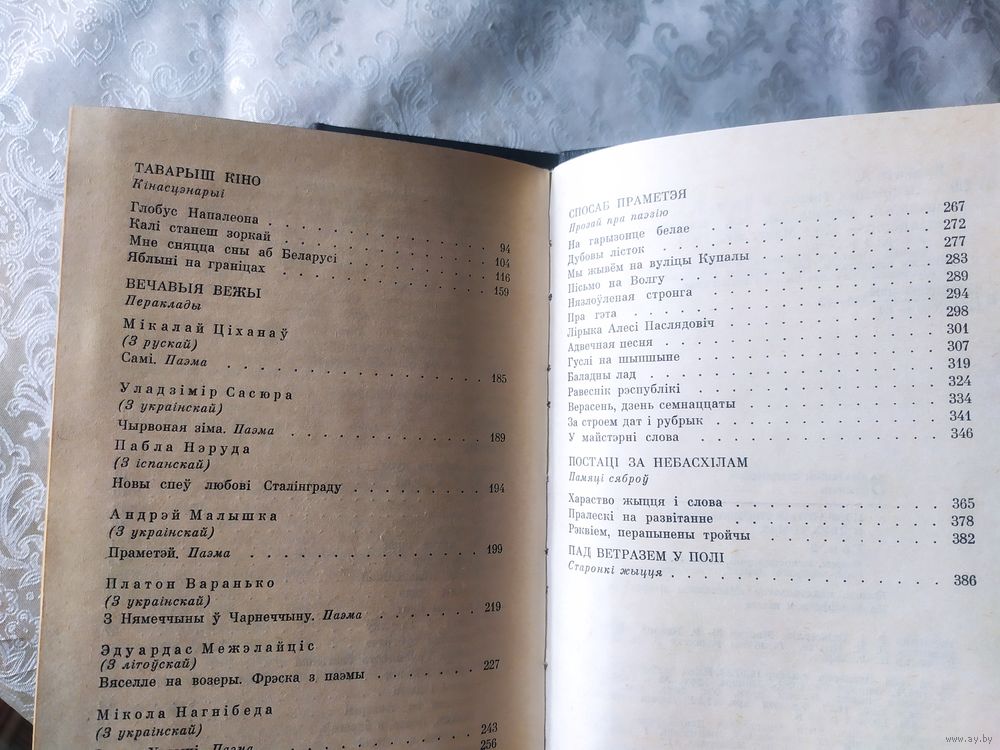 ТАВАРЫШ КІНО
Кінасцэнарыі
Глобус Напалеона . . . . . . . . . . 94
Калі станеш зоркай . . . . . . . . . . 104
Мне сняцца сны аб Беларусі . . . . . . . . 116
Яблыні на граніцах . . . . . . . . . . 159
ВЕЧАВЫЯ ВЕЖЫ
Пераклады
Мікалай Ціханаў
(З рускай)
Самі. Паэма . . . . . . . . . . . 185
Уладзімір Сасюра
(З украінскай)
Чырвоная зіма. Паэма . . . . . . . . . 189
Пабла Нэруда
(З іспанскай)
Новы спеў любові Сталінграду . . . . . . . 194
Андрэй Малышка
(З украінскай)
Праметэй. Паэма . . . . . . . . . . 199
Платон Варанько
(З украінскай)
З Нямеччыны ў Чарнеччыну. Паэма . . . . . . 219
Эдуардас Межэлайціс
(З літоўскай)
Вяселле на возеры. Фрэска з паэмы . . . . . . 227
Мікола Нагнібеда
(З украінскай) 243
Паэма 256
СПОСАБ ПРАМЕТЭЯ
Прозай пра паэзію
На гарызонце белае . . . . . . . . . . 267
Дубовы лісток . . . . . . . . . . . 272
Мы жывём на вуліцы Купалы . . . . . . . 277
Пісьмо на Волгу . . . . . . . . . . . 283
Нязлоўленая стронга . . . . . . . . . . 289
Пра гэта . . . . . . . . . . . . 294
Лірыка Алесі Паслядовіч . . . . . . . . . 298
Адвечная песня . . . . . . . . . . . 301
Гуслі на шыпшыне . . . . . . . . . . 307
Баладны лад . . . . . . . . . . . 319
Равеснік рэспублікі . . . . . . . . . . 324
Верасень, дзень семнаццаты . . . . . . . . 334
За строем дат і рубрык . . . . . . . . . 341
У майстэрні слова . . . . . . . . . . 346
ПОСТАЦІ ЗА НЕБАСХІЛАМ
Памяці сяброў
Хараство жыцця і слова . . . . . . . . . 365
Пралескі на развітанне . . . . . . . . . 378
Рэквіем, перапынены тройчы . . . . . . . . 382
ПАД ВЕТРАЗЕМ У ПОЛІ
Старонкі жыцця . . . . . . . . . . . 386
www.ay.by